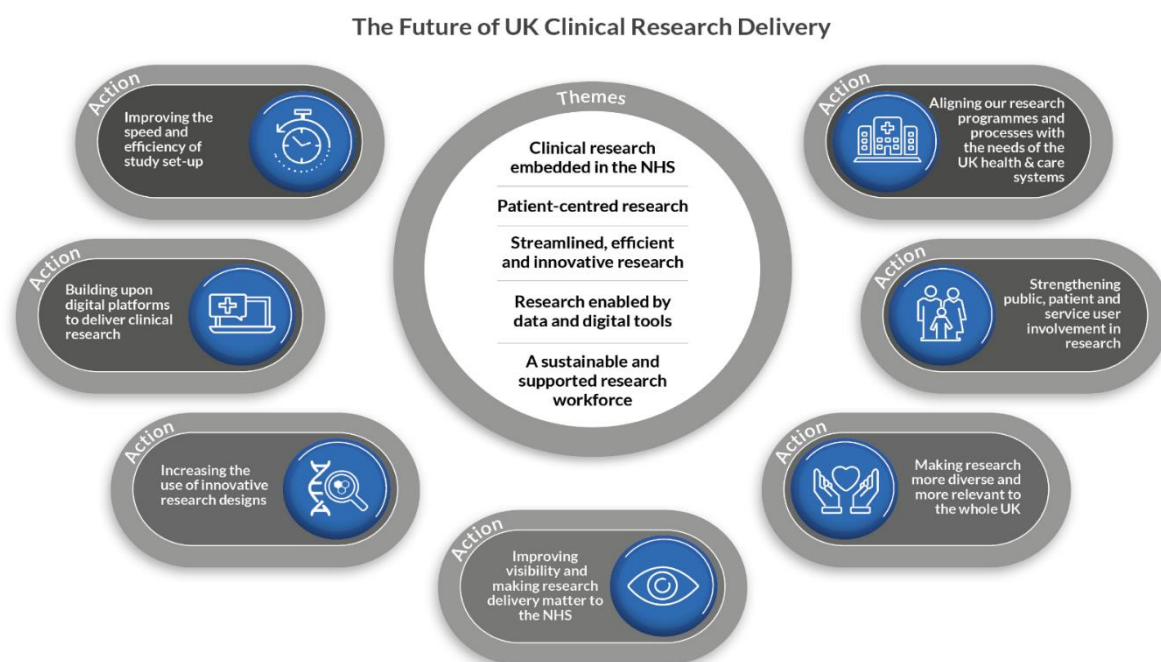 The Future of UK Clinical Research Delivery
Action
Improving the
speed and
efficiency of
study set-up
Action
Building upon
digital platforms
to deliver clinical
research
Action
Increasing the
use of innovative
research designs
Themes
Clinical research
embedded in the NHS
Patient-centred research
Streamlined, efficient
and innovative research
Research enabled by
data and digital tools
A sustainable and
supported research
workforce
Action
Improving
visibility and
making research
delivery matter to
the NHS
Action
Aligning our research
programmes and
processes with
the needs of the
UK health & care
systems
Action
Strengthening
public, patient and
service user
involvement in
research
Action
Making research
more diverse and
more relevant to
the whole UK